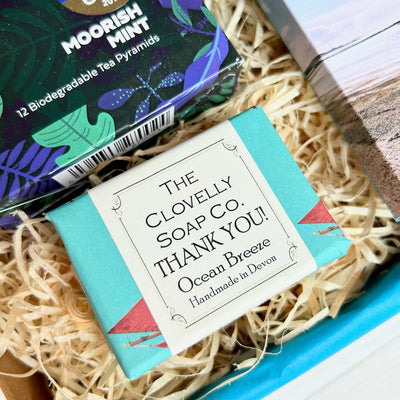 MOORISH
MINT
12 Biodegradable Tea Pyramids
THE
CLOVELLY
SOAP CO.
THANK YOU!
Ocean Breeze
Handmade in Devon